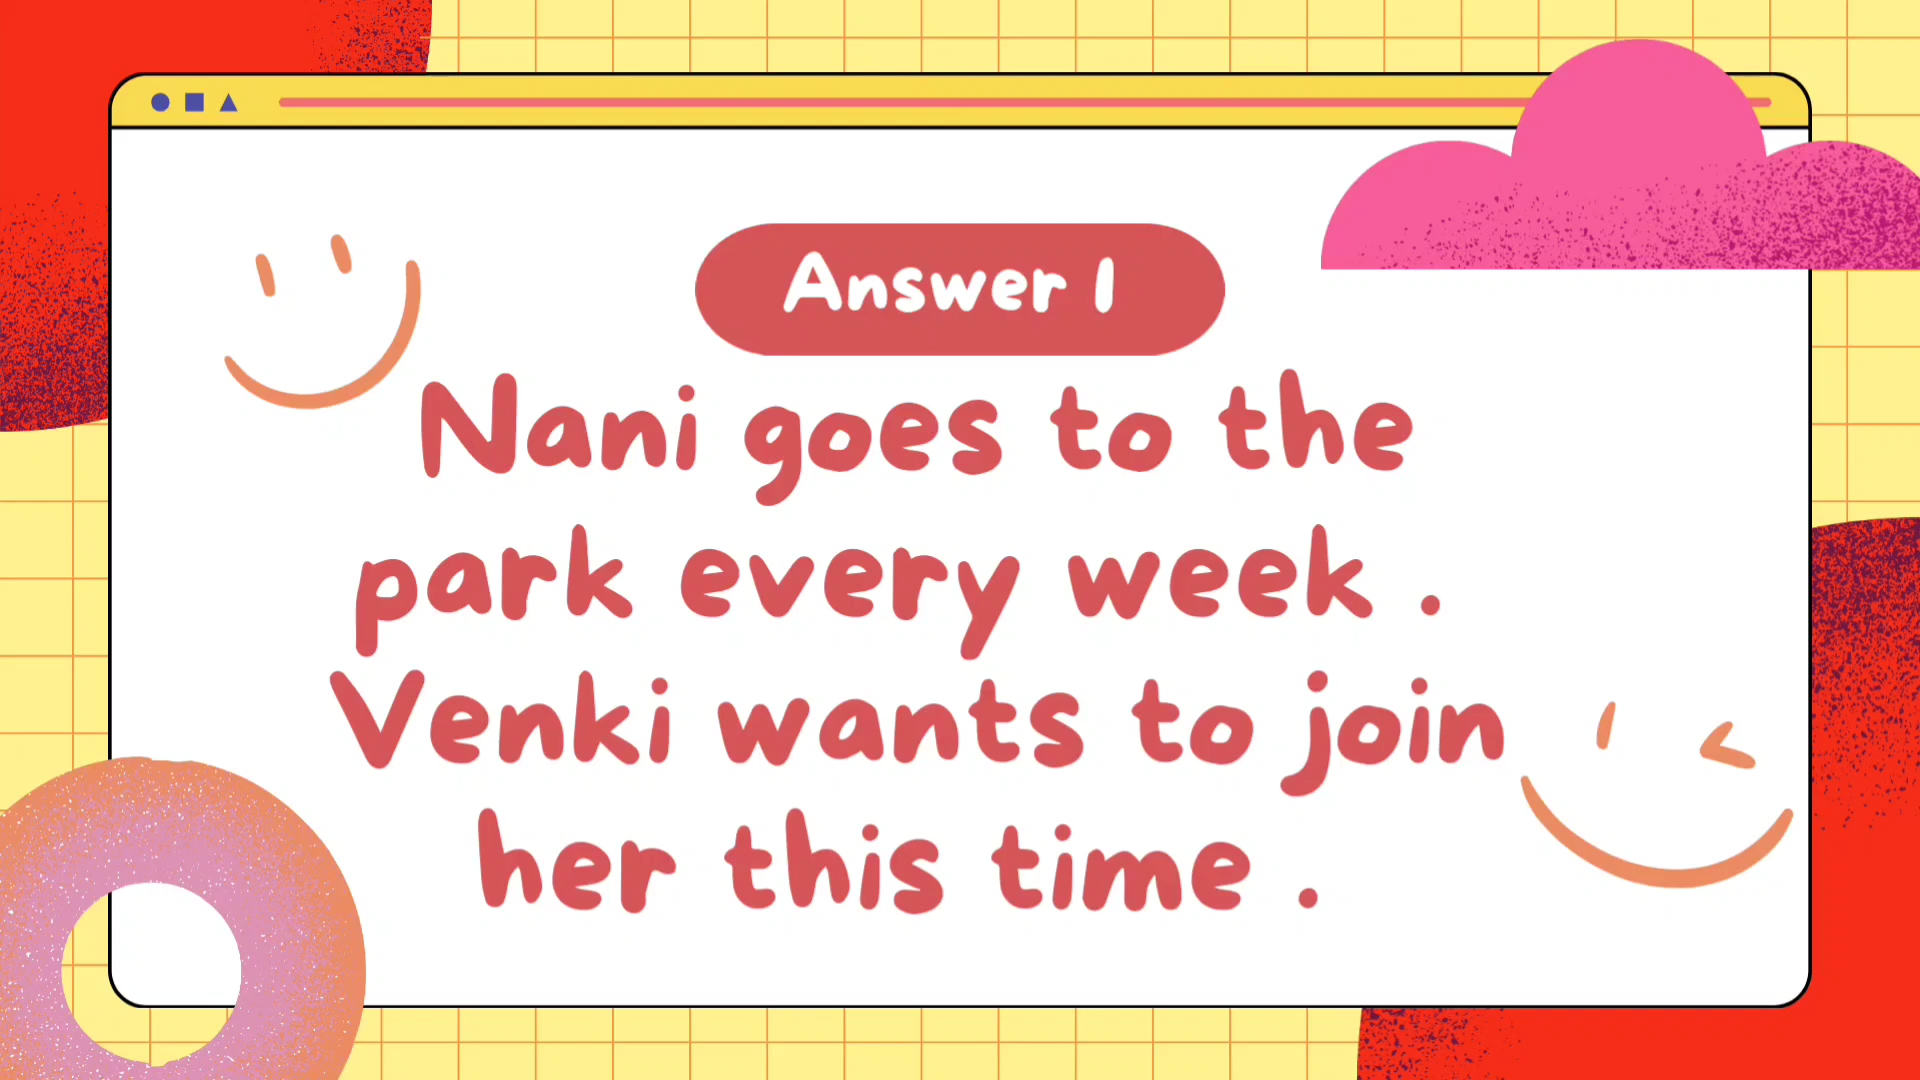 Answer 1
Nani goes to the
park every week .
Venki wants to join
her this time .